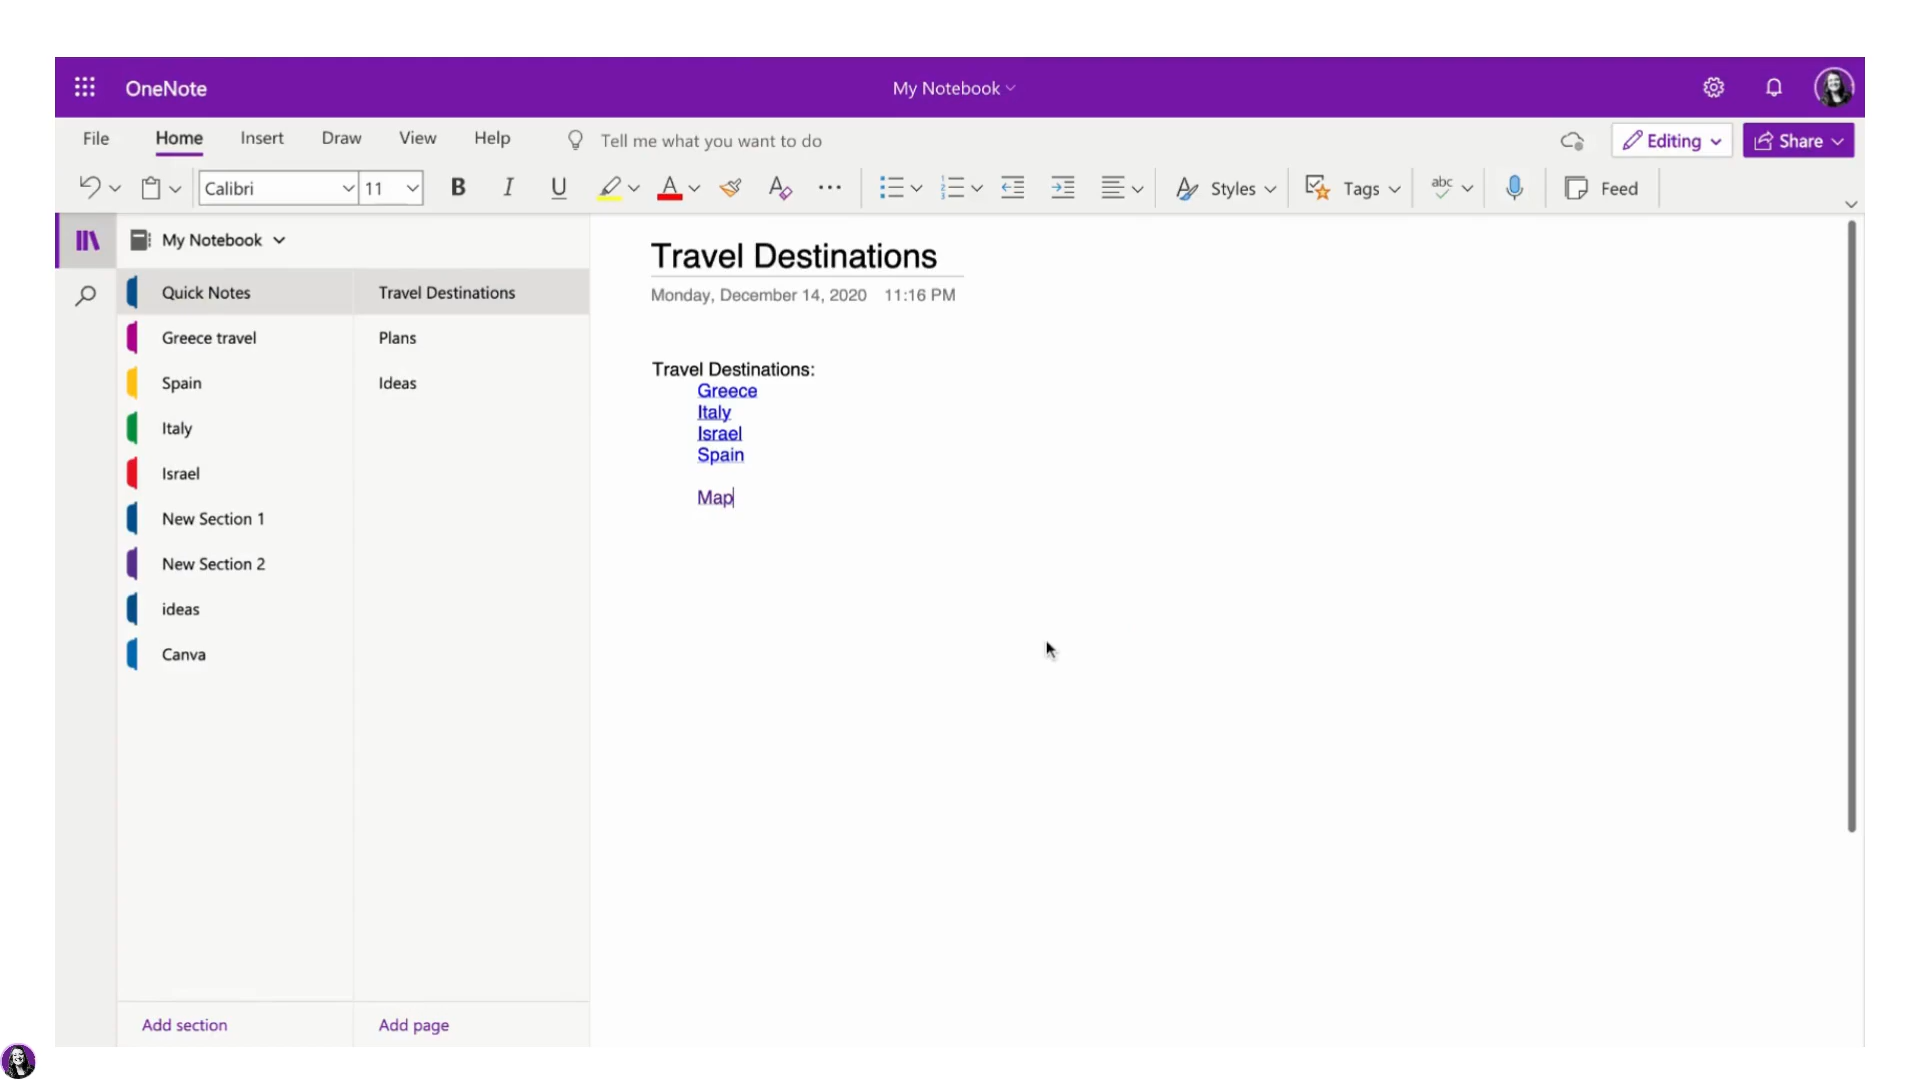 OneNote
My Notebook
File Home Insert Draw View Help Tell me what you want to do Editing Share
Calibri 11 B I U A A Styles Tags abc Feed
My Notebook
Quick Notes
Greece travel
Spain
Italy
Israel
New Section 1
New Section 2
ideas
Canva
Add section
Travel Destinations
Plans
Ideas
Add page
Travel Destinations
Monday, December 14, 2020 11:16 PM
Travel Destinations:
Greece
Italy
Israel
Spain
Map